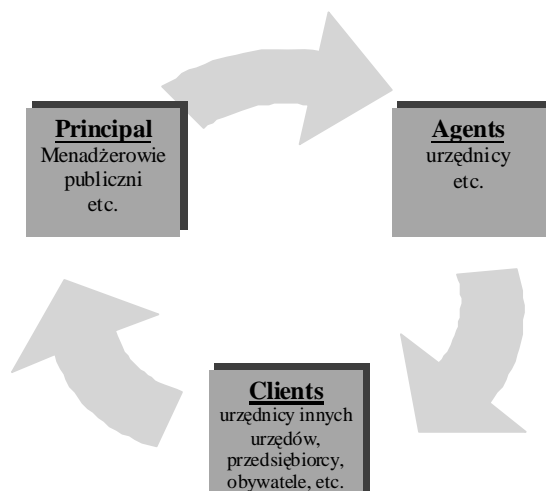 Principal
Menadżerowie
publiczni
etc.
Agents
urzędnicy
etc.
Clients
urzędnicy innych
urzędów,
przedsiębiorcy,
obywatele, etc.